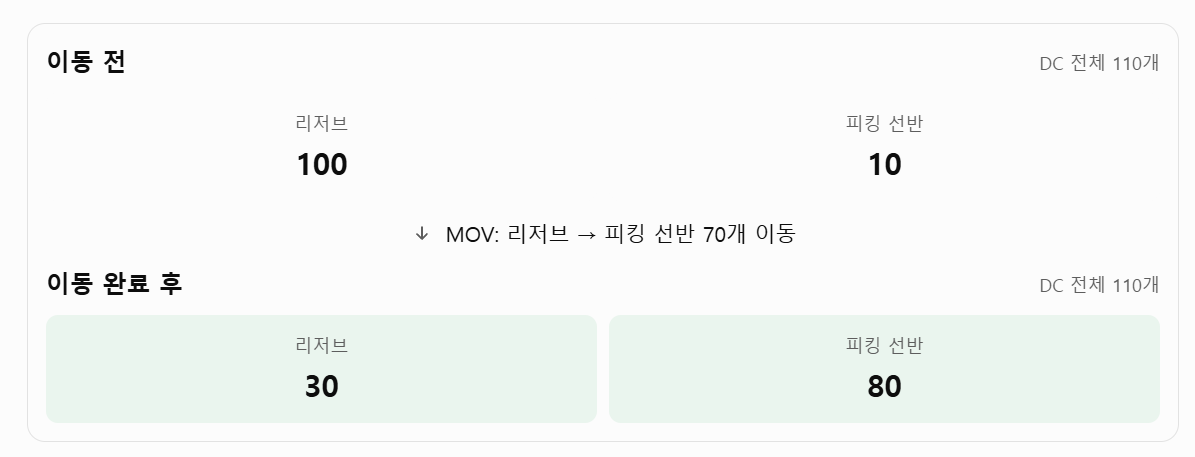 이동 전
DC 전체 110개
리저브
피킹 선반
100
10
↓ MOV: 리저브 → 피킹 선반 70개 이동
이동 완료 후
DC 전체 110개
리저브
피킹 선반
30
80